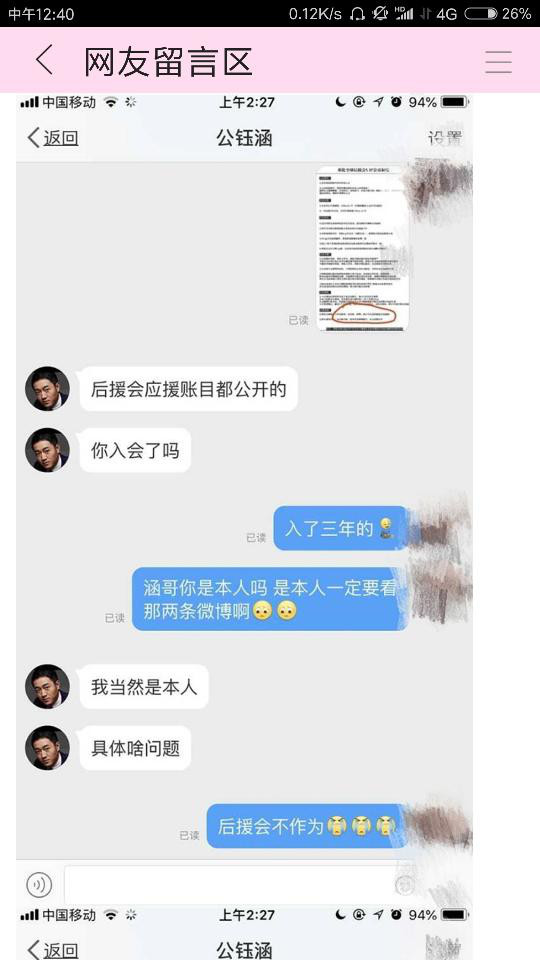 中午12:40
0.12K/s
HD
4G
26%
网友留言区
中国移动
上午2:27
94%
返回
公钰涵
设置
已读
后援会应援账目都公开的
你入会了吗
已读
入了三年的
涵哥你是本人吗 是本人一定要看
已读
那两条微博啊
我当然是本人
具体啥问题
已读
后援会不作为
中国移动
上午2:27
94%
返回
公钰涵